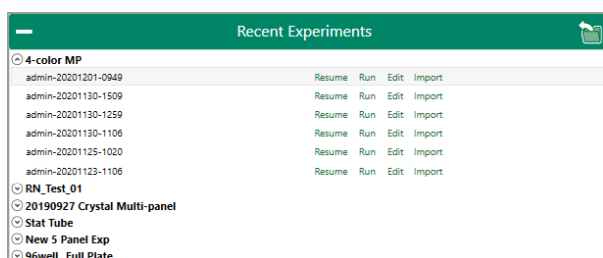 Recent Experiments
4-color MP
admin-20201201-0949 Resume Run Edit Import
admin-20201130-1509 Resume Run Edit Import
admin-20201130-1259 Resume Run Edit Import
admin-20201130-1106 Resume Run Edit Import
admin-20201125-1020 Resume Run Edit Import
admin-20201123-1106 Resume Run Edit Import
RN_Test_01
20190927 Crystal Multi-panel
Stat Tube
New 5 Panel Exp
96well_Full Plate